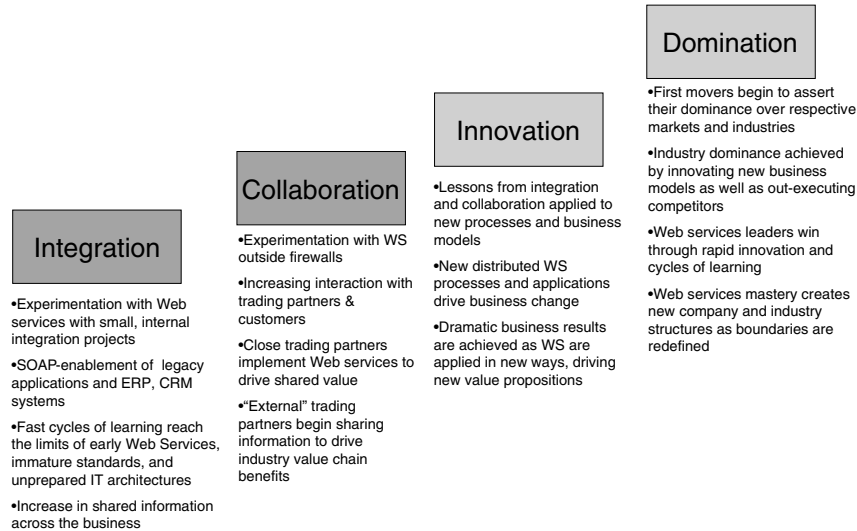 Integration
•Experimentation with Web
services with small, internal
integration projects
•SOAP-enablement of legacy
applications and ERP, CRM
systems
•Fast cycles of learning reach
the limits of early Web Services,
immature standards, and
unprepared IT architectures
•Increase in shared information
across the business
Collaboration
•Experimentation with WS
outside firewalls
•Increasing interaction with
trading partners &
customers
•Close trading partners
implement Web services to
drive shared value
•“External” trading
partners begin sharing
information to drive
industry value chain
benefits
Innovation
•Lessons from integration
and collaboration applied to
new processes and business
models
•New distributed WS
processes and applications
drive business change
•Dramatic business results
are achieved as WS are
applied in new ways, driving
new value propositions
Domination
•First movers begin to assert
their dominance over respective
markets and industries
•Industry dominance achieved
by innovating new business
models as well as out-executing
competitors
•Web services leaders win
through rapid innovation and
cycles of learning
•Web services mastery creates
new company and industry
structures as boundaries are
redefined